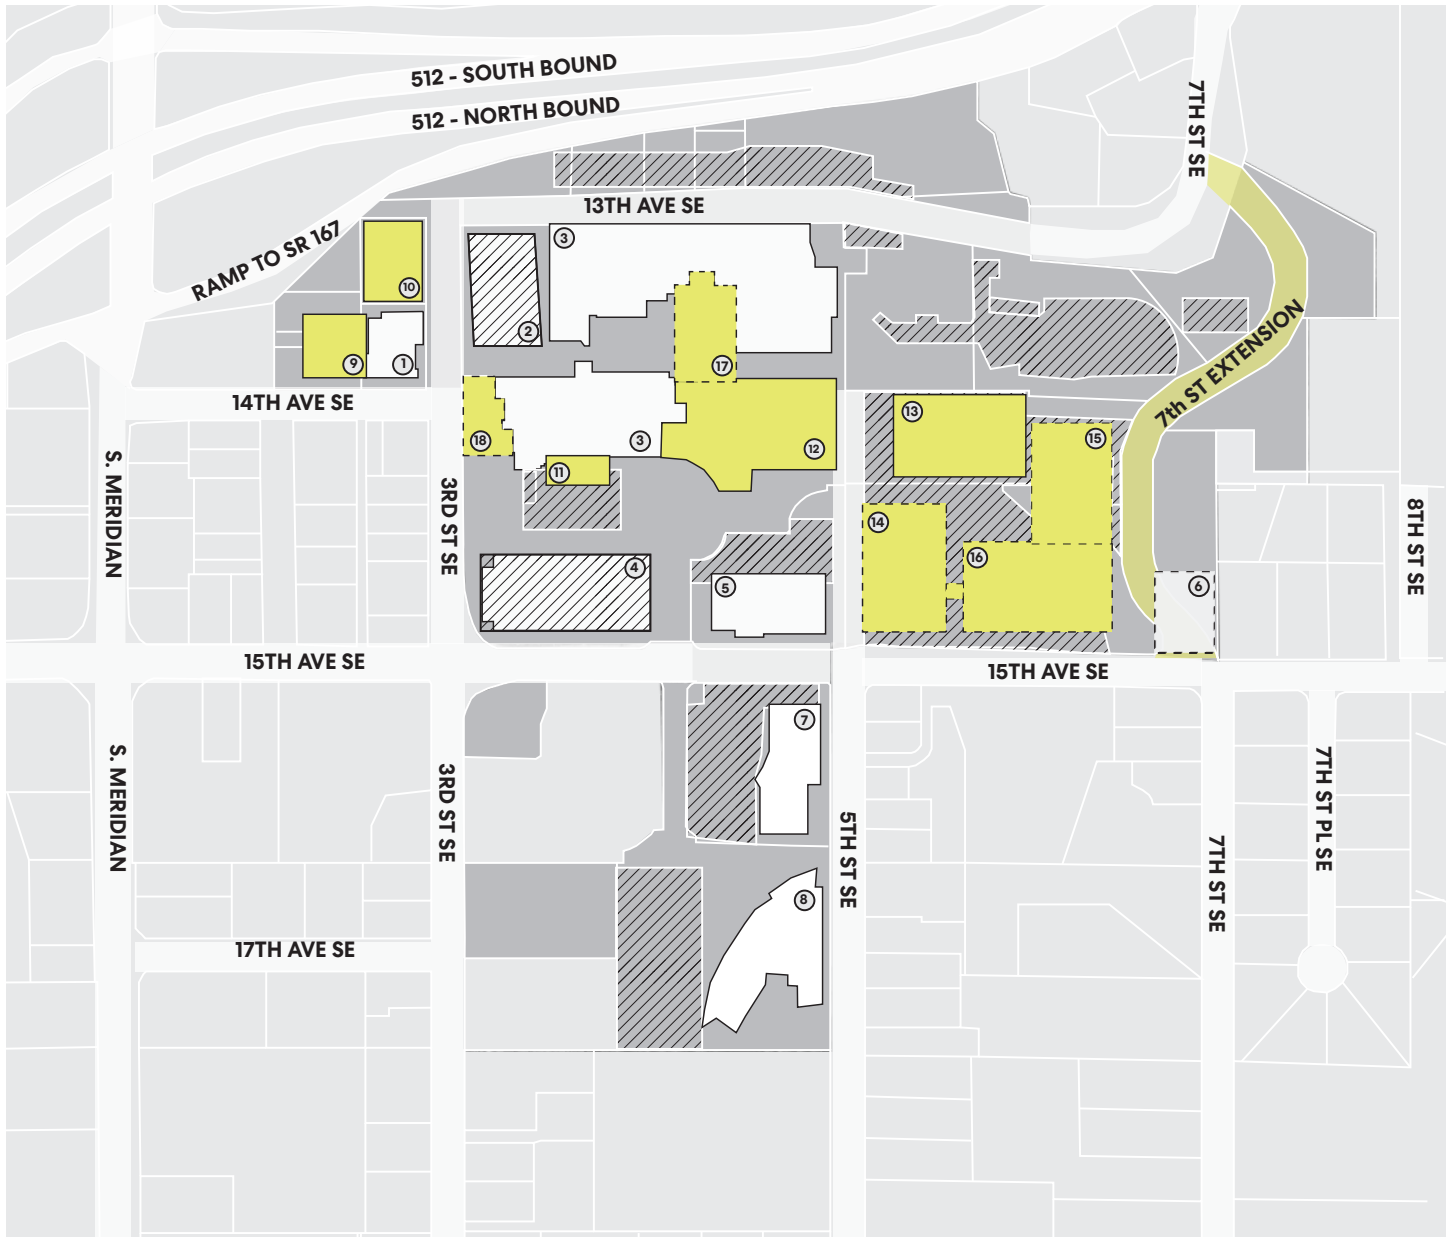 512 - SOUTH BOUND
512 - NORTH BOUND
7TH ST SE
13TH AVE SE
RAMP TO SR 167
3
10
2
9
1
17
7th ST EXTENSION
14TH AVE SE
13
15
18
3
12
11
S. MERIDIAN
3RD ST SE
14
16
8TH ST SE
4
5
6
15TH AVE SE
15TH AVE SE
7
S. MERIDIAN
3RD ST SE
5TH ST SE
7TH ST SE
7TH ST PL SE
8
17TH AVE SE